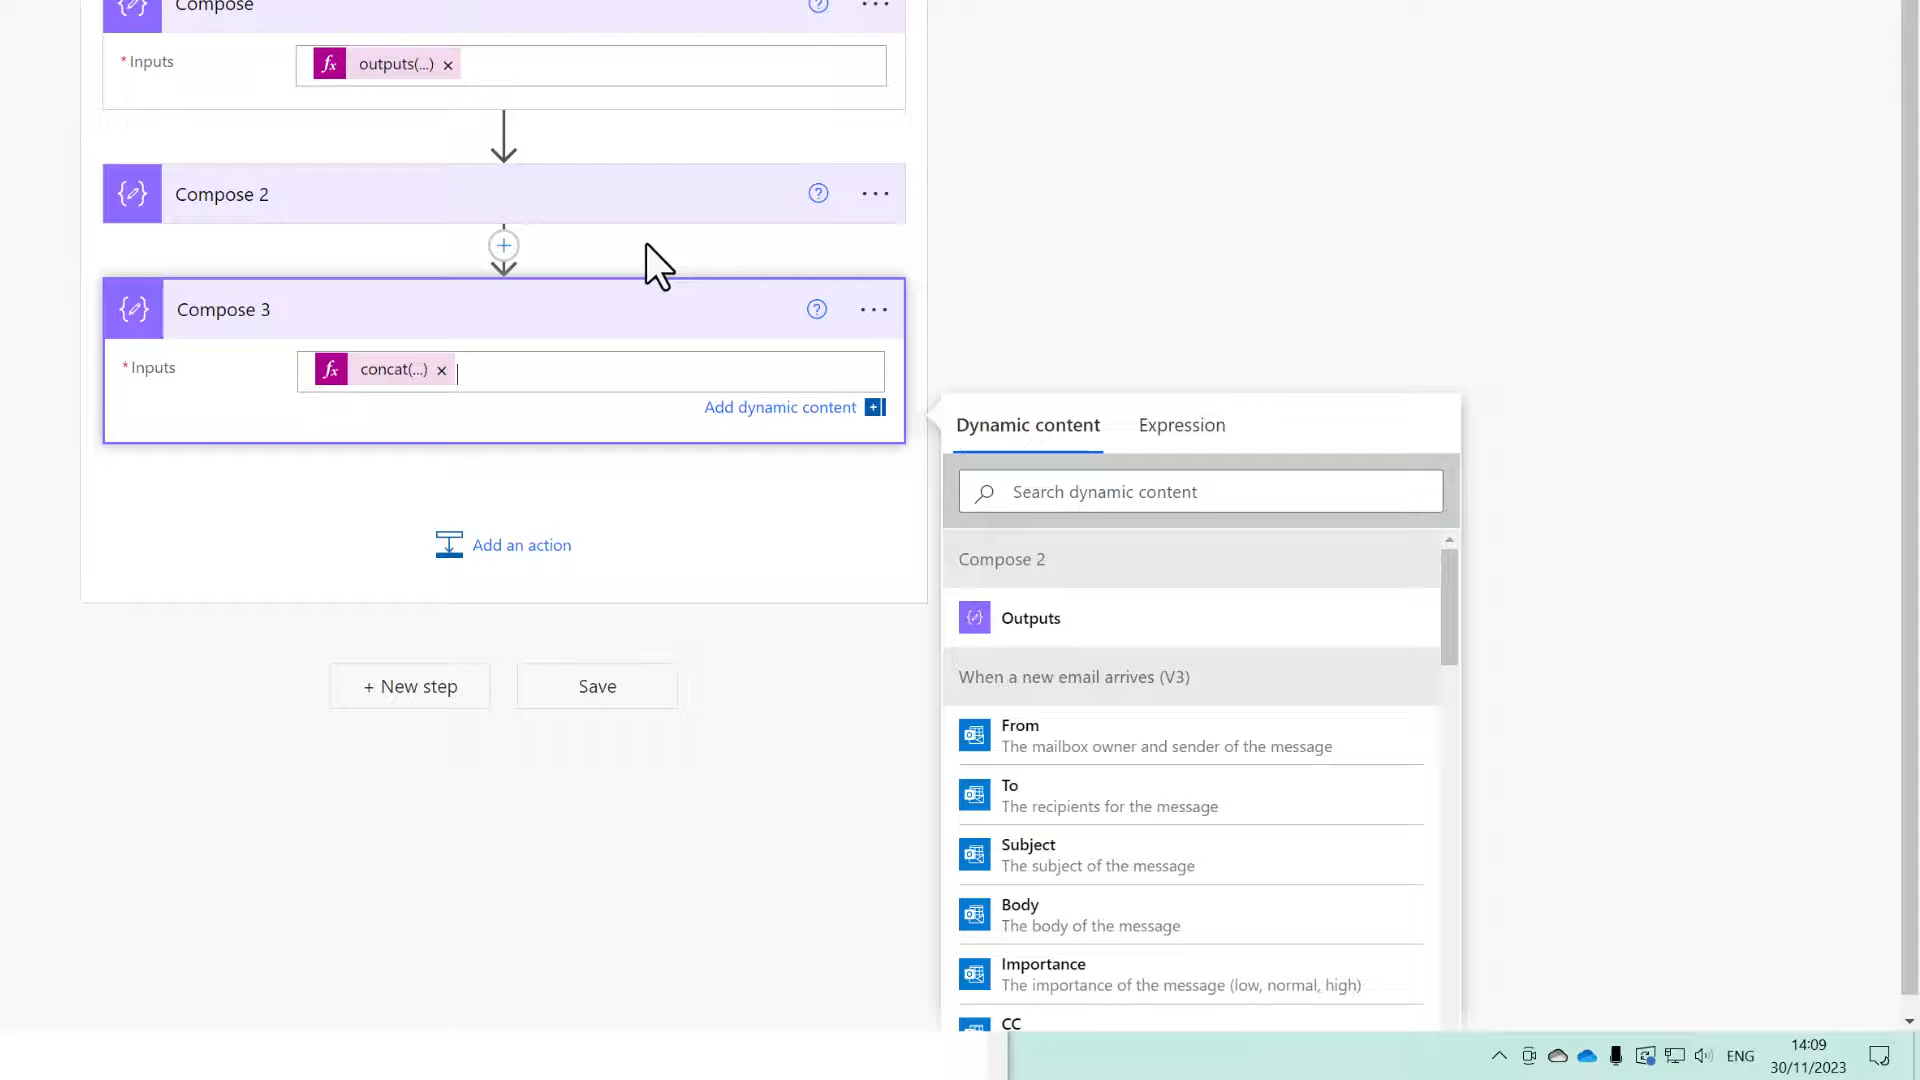 Compose
* Inputs
fx outputs(...) ×
Compose 2
Compose 3
* Inputs
fx concat(...) ×
Add dynamic content
Add an action
+ New step
Save
Dynamic content
Expression
Search dynamic content
Compose 2
Outputs
When a new email arrives (V3)
From
The mailbox owner and sender of the message
To
The recipients for the message
Subject
The subject of the message
Body
The body of the message
Importance
The importance of the message (low, normal, high)
CC
ENG
14:09
30/11/2023